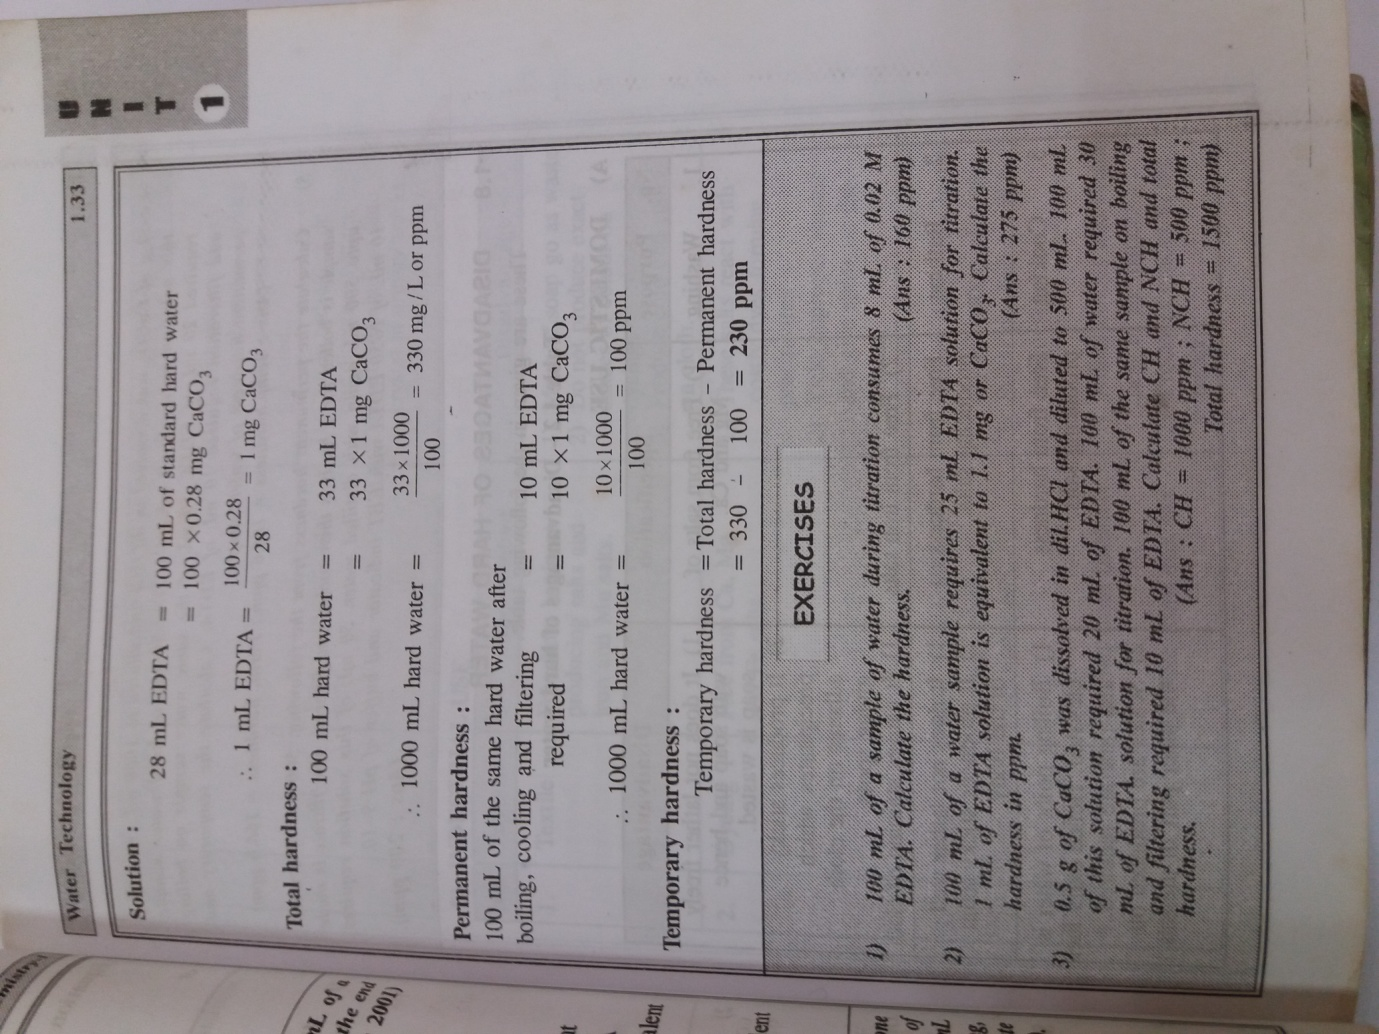 Water Technology 1.33
U
N
I
T
1
Solution :
28 mL EDTA = 100 mL of standard hard water
= 100 × 0.28 mg CaCO3
∴ 1 mL EDTA = 100×0.28/28 = 1 mg CaCO3
Total hardness :
100 mL hard water = 33 mL EDTA
= 33 × 1 mg CaCO3
∴ 1000 mL hard water = 33×1000/100 = 330 mg/L or ppm
Permanent hardness :
100 mL of the same hard water after
boiling, cooling and filtering = 10 mL EDTA
required = 10 × 1 mg CaCO3
∴ 1000 mL hard water = 10×1000/100 = 100 ppm
Temporary hardness :
Temporary hardness = Total hardness − Permanent hardness
= 330 − 100 = 230 ppm
EXERCISES
1) 100 mL of a sample of water during titration consumes 8 mL of 0.02 M
EDTA. Calculate the hardness. (Ans : 160 ppm)
2) 100 mL of a water sample requires 25 mL EDTA solution for titration.
1 mL of EDTA solution is equivalent to 1.1 mg or CaCO3. Calculate the
hardness in ppm. (Ans : 275 ppm)
3) 0.5 g of CaCO3 was dissolved in dil.HCl and diluted to 500 mL. 100 mL
of this solution required 20 mL of EDTA. 100 mL of water required 30
mL of EDTA. solution for titration. 100 mL of the same sample on boiling
and filtering required 10 mL of EDTA. Calculate CH and NCH and total
hardness. (Ans : CH = 1000 ppm ; NCH = 500 ppm ;
Total hardness = 1500 ppm)
mL of a
the end
2001)